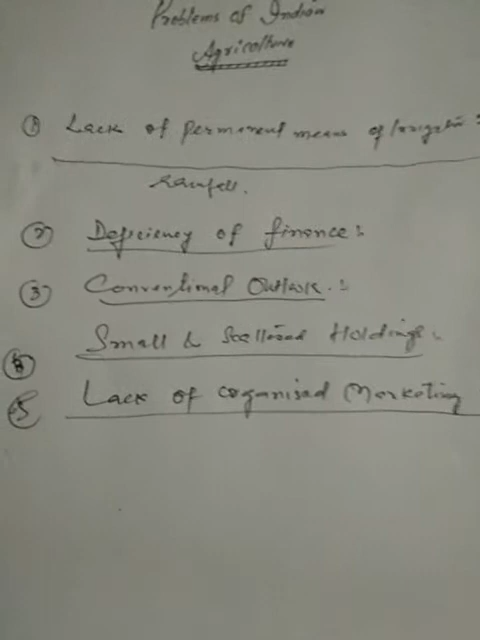 Problems of Indian
Agriculture
① Lack of permanent means of Irrigation :
rainfall.
② Deficiency of finance :
③ Conventional Outlook :
④ Small & Scattered Holdings :
⑤ Lack of organised Marketing